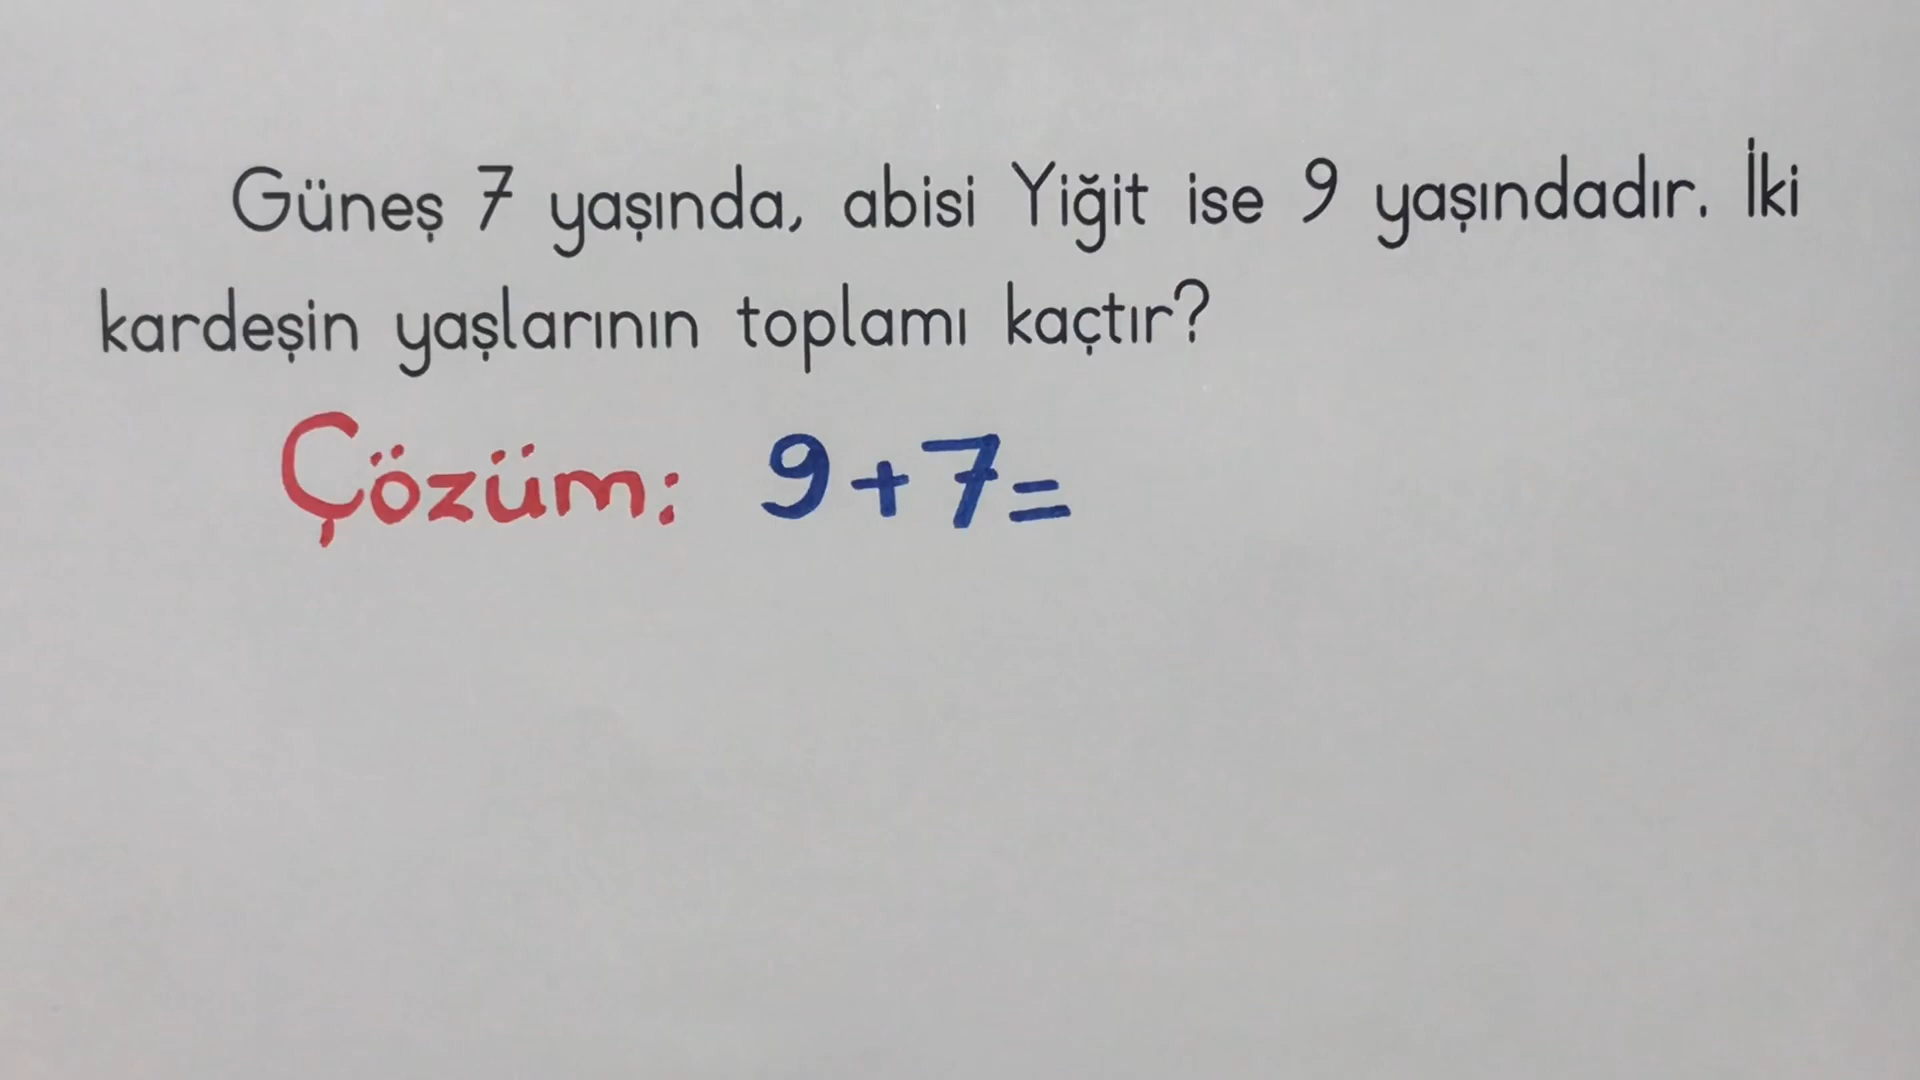 Güneş 7 yaşında, abisi Yiğit ise 9 yaşındadır. İki
kardeşin yaşlarının toplamı kaçtır?
Çözüm: 9+7=